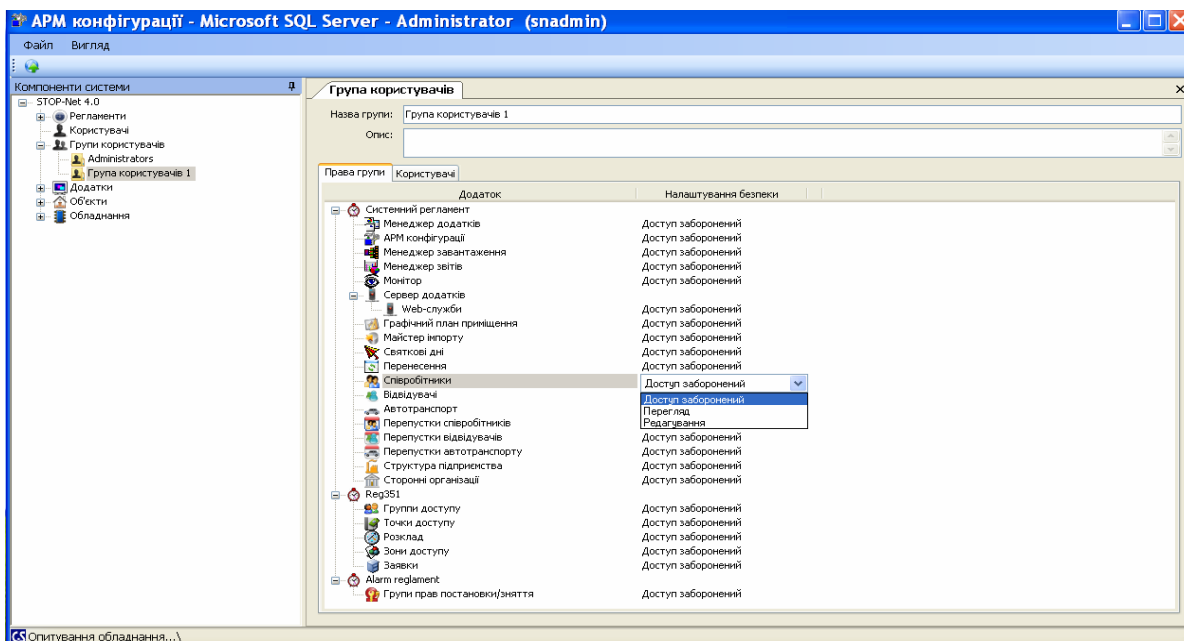 АРМ конфігурації - Microsoft SQL Server - Administrator (snadmin)
Файл Вигляд
Компоненти системи
STOP-Net 4.0
Регламенти
Користувачі
Групи користувачів
Administrators
Група користувачів 1
Додатки
Об'єкти
Обладнання
Група користувачів
Назва групи: Група користувачів 1
Опис:
Права групи Користувачі
Додаток Налаштування безпеки
Системний регламент
Менеджер додатків Доступ заборонений
АРМ конфігурації Доступ заборонений
Менеджер завантаження Доступ заборонений
Менеджер звітів Доступ заборонений
Монітор Доступ заборонений
Сервер додатків
Web-служби Доступ заборонений
Графічний план приміщення Доступ заборонений
Майстер імпорту Доступ заборонений
Святкові дні Доступ заборонений
Перенесення Доступ заборонений
Співробітники Доступ заборонений
Відвідувачі Доступ заборонений
Автотранспорт Перегляд
Перепустки співробітників Редагування
Перепустки відвідувачів Доступ заборонений
Перепустки автотранспорту Доступ заборонений
Структура підприємства Доступ заборонений
Сторонні організації Доступ заборонений
Reg351
Группи доступу Доступ заборонений
Точки доступу Доступ заборонений
Розклад Доступ заборонений
Зони доступу Доступ заборонений
Заявки Доступ заборонений
Alarm reglament
Групи прав постановки/зняття Доступ заборонений
Опитування обладнання...\